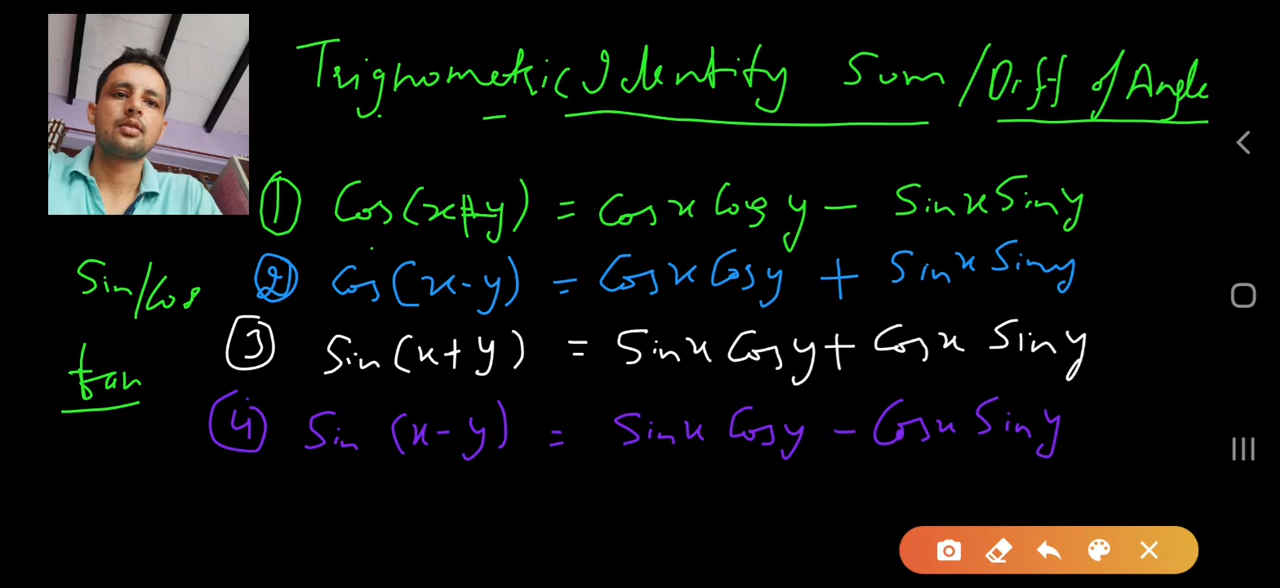 Trignometric Identity Sum / Diff of Angle
① Cos(x+y) = Cosx Cosy - Sinx Siny
② Cos(x-y) = Cosx Cosy + Sinx Siny
Sin/Cos
③ Sin(x+y) = Sinx Cosy + Cosx Siny
tan
④ Sin (x-y) = Sinx Cosy - Cosx Siny